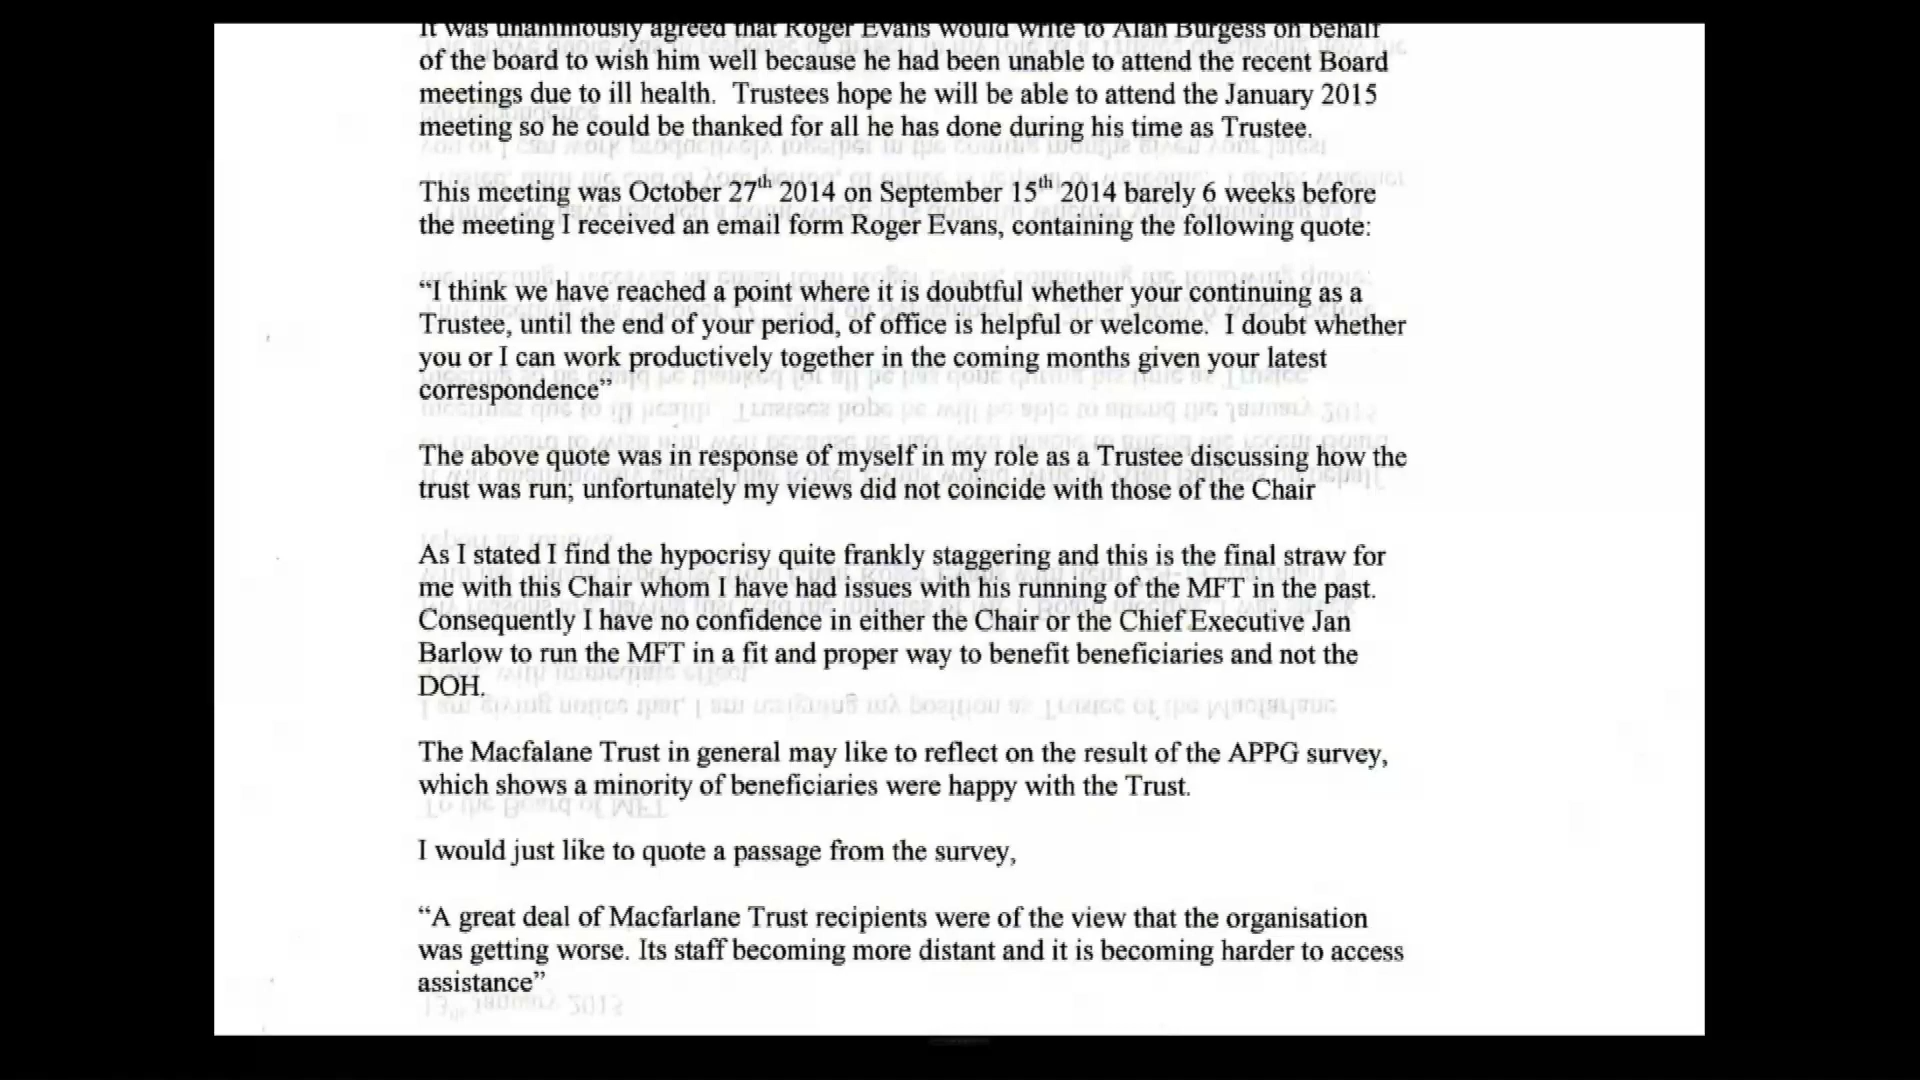 It was unanimously agreed that Roger Evans would write to Alan Burgess on behalf
of the board to wish him well because he had been unable to attend the recent Board
meetings due to ill health.  Trustees hope he will be able to attend the January 2015
meeting so he could be thanked for all he has done during his time as Trustee.
This meeting was October 27th 2014 on September 15th 2014 barely 6 weeks before
the meeting I received an email form Roger Evans, containing the following quote:
“I think we have reached a point where it is doubtful whether your continuing as a
Trustee, until the end of your period, of office is helpful or welcome.  I doubt whether
you or I can work productively together in the coming months given your latest
correspondence”
The above quote was in response of myself in my role as a Trustee discussing how the
trust was run; unfortunately my views did not coincide with those of the Chair
As I stated I find the hypocrisy quite frankly staggering and this is the final straw for
me with this Chair whom I have had issues with his running of the MFT in the past.
Consequently I have no confidence in either the Chair or the Chief Executive Jan
Barlow to run the MFT in a fit and proper way to benefit beneficiaries and not the
DOH.
The Macfalane Trust in general may like to reflect on the result of the APPG survey,
which shows a minority of beneficiaries were happy with the Trust.
I would just like to quote a passage from the survey,
“A great deal of Macfarlane Trust recipients were of the view that the organisation
was getting worse. Its staff becoming more distant and it is becoming harder to access
assistance”